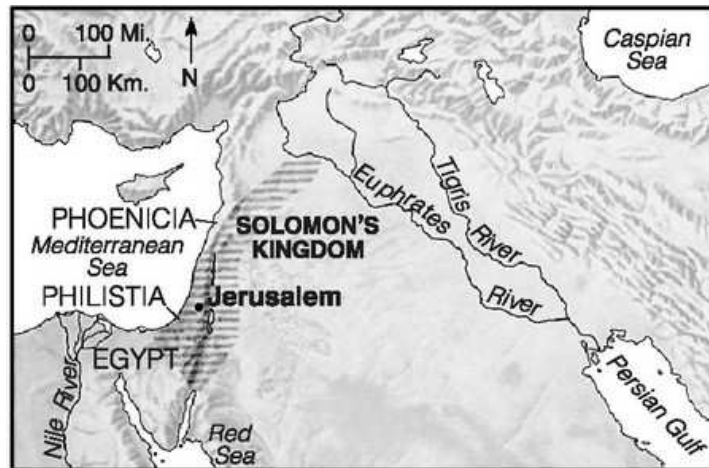 0 100 Mi.
0 100 Km.
N
Caspian
Sea
Tigris
River
Euphrates
River
PHOENICIA
SOLOMON'S
KINGDOM
Mediterranean
Sea
PHILISTIA
Jerusalem
EGYPT
Nile River
Red
Sea
Persian Gulf